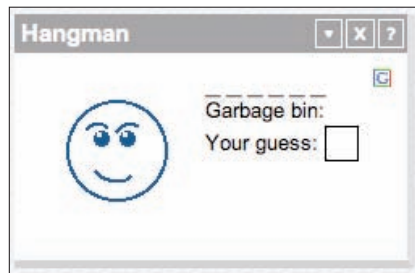 Hangman ▾ X ?
G
_ _ _ _ _ _
Garbage bin:
Your guess: